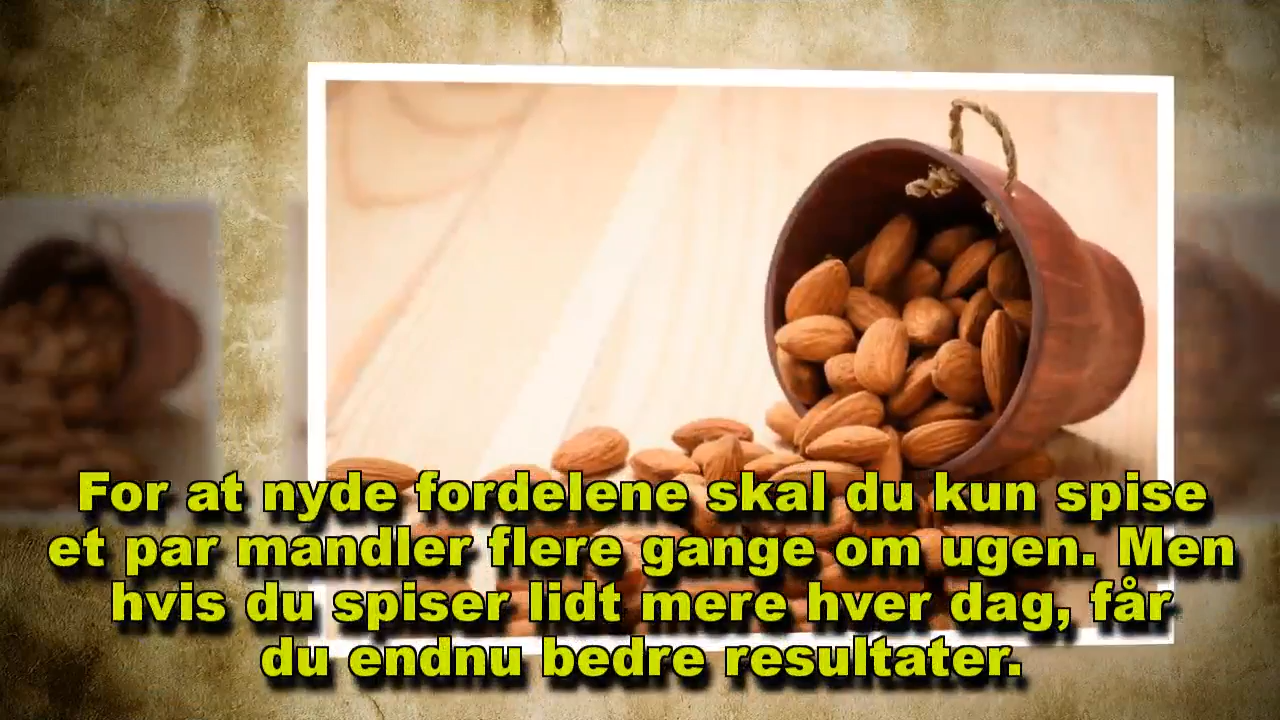 For at nyde fordelene skal du kun spise
et par mandler flere gange om ugen. Men
hvis du spiser lidt mere hver dag, får
du endnu bedre resultater.